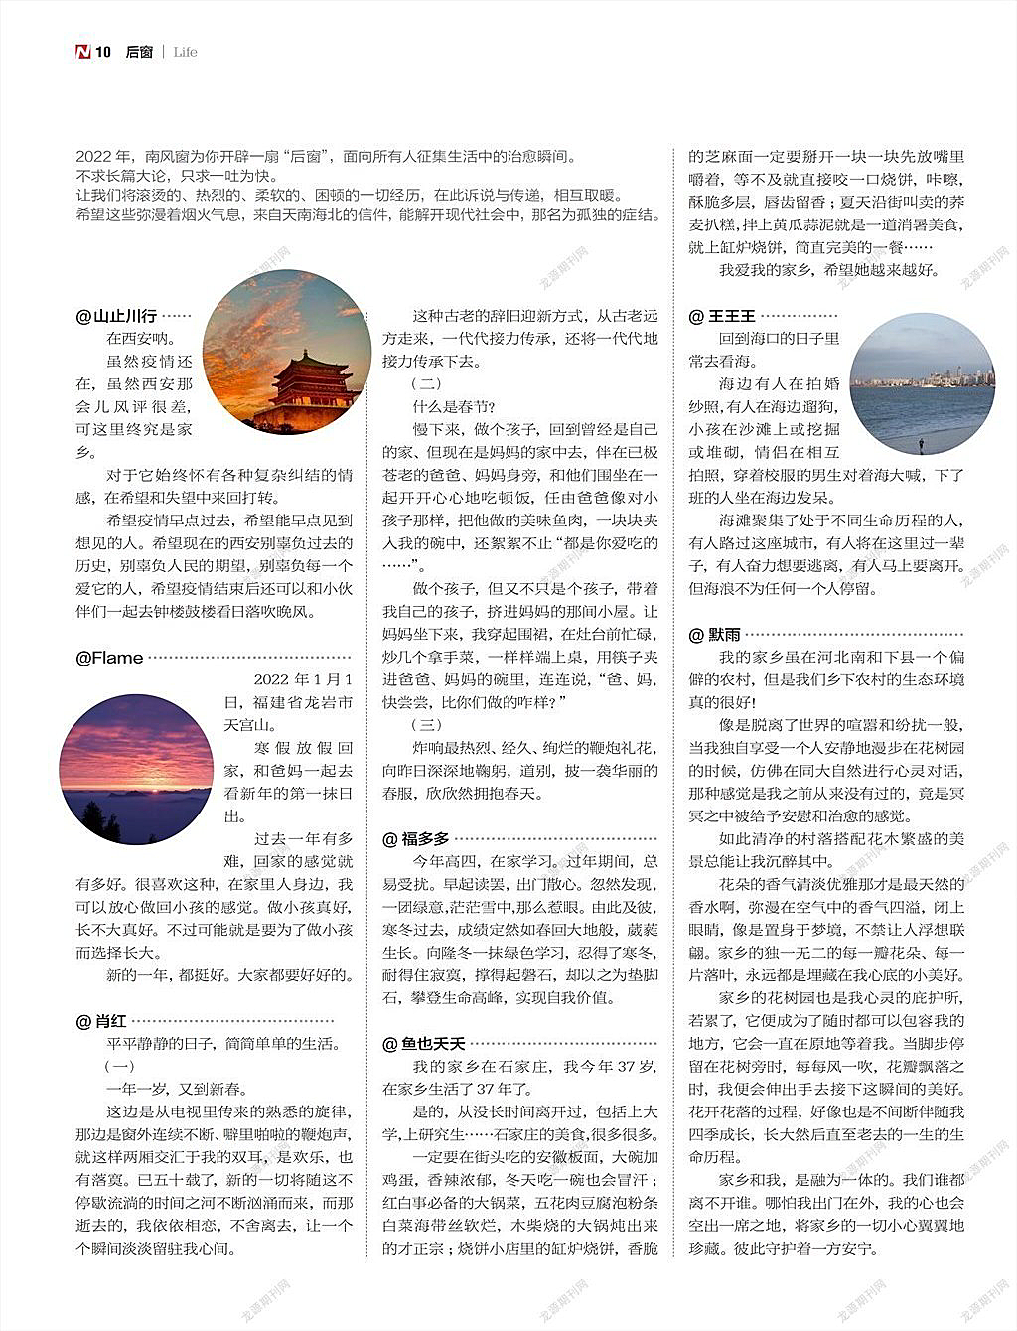 N 10 后窗 | Life
2022 年，南风窗为你开辟一扇“后窗”，面向所有人征集生活中的治愈瞬间。
不求长篇大论，只求一吐为快。
让我们将滚烫的、热烈的、柔软的、困顿的一切经历，在此诉说与传递，相互取暖。
希望这些弥漫着烟火气息，来自天南海北的信件，能解开现代社会中，那名为孤独的症结。
@山止川行 ······
在西安呐。
虽然疫情还
在，虽然西安那
会儿风评很差，
可这里终究是家
乡。
对于它始终怀有各种复杂纠结的情
感，在希望和失望中来回打转。
希望疫情早点过去，希望能早点见到
想见的人。希望现在的西安别辜负过去的
历史，别辜负人民的期望，别辜负每一个
爱它的人，希望疫情结束后还可以和小伙
伴们一起去钟楼鼓楼看日落吹晚风。
@Flame ······
2022 年 1 月 1
日，福建省龙岩市
天宫山。
寒假放假回
家，和爸妈一起去
看新年的第一抹日
出。
过去一年有多
难，回家的感觉就
有多好。很喜欢这种，在家里人身边，我
可以放心做回小孩的感觉。做小孩真好，
长不大真好。不过可能就是要为了做小孩
而选择长大。
新的一年，都挺好。大家都要好好的。
@ 肖红 ······
平平静静的日子，简简单单的生活。
（一）
一年一岁，又到新春。
这边是从电视里传来的熟悉的旋律，
那边是窗外连续不断、噼里啪啦的鞭炮声，
就这样两厢交汇于我的双耳，是欢乐，也
有落寞。已五十载了，新的一切将随这不
停歇流淌的时间之河不断汹涌而来，而那
逝去的，我依依相恋，不舍离去，让一个
个瞬间淡淡留驻我心间。
这种古老的辞旧迎新方式，从古老远
方走来，一代代接力传承，还将一代代地
接力传承下去。
（二）
什么是春节？
慢下来，做个孩子，回到曾经是自己
的家、但现在是妈妈的家中去，伴在已极
苍老的爸爸、妈妈身旁，和他们围坐在一
起开开心心地吃顿饭，任由爸爸像对小
孩子那样，把他做的美味鱼肉，一块块夹
入我的碗中，还絮絮不止“都是你爱吃的
······”。
做个孩子，但又不只是个孩子，带着
我自己的孩子，挤进妈妈的那间小屋。让
妈妈坐下来，我穿起围裙，在灶台前忙碌，
炒几个拿手菜，一样样端上桌，用筷子夹
进爸爸、妈妈的碗里，连连说，“爸、妈，
快尝尝，比你们做的咋样？”
（三）
炸响最热烈、经久、绚烂的鞭炮礼花，
向昨日深深地鞠躬，道别，披一袭华丽的
春服，欣欣然拥抱春天。
@ 福多多 ······
今年高四，在家学习。过年期间，总
易受扰。早起读罢，出门散心。忽然发现，
一团绿意，茫茫雪中，那么惹眼。由此及彼，
寒冬过去，成绩定然如春回大地般，葳蕤
生长。向隆冬一抹绿色学习，忍得了寒冬，
耐得住寂寞，撑得起磐石，却以之为垫脚
石，攀登生命高峰，实现自我价值。
@ 鱼也天天 ······
我的家乡在石家庄，我今年 37 岁，
在家乡生活了 37 年了。
是的，从没长时间离开过，包括上大
学，上研究生······石家庄的美食，很多很多。
一定要在街头吃的安徽板面，大碗加
鸡蛋，香辣浓郁，冬天吃一碗也会冒汗；
红白事必备的大锅菜，五花肉豆腐泡粉条
白菜海带丝软烂，木柴烧的大锅炖出来
的才正宗；烧饼小店里的缸炉烧饼，香脆
的芝麻面一定要掰开一块一块先放嘴里
嚼着，等不及就直接咬一口烧饼，咔嚓，
酥脆多层，唇齿留香；夏天沿街叫卖的荞
麦扒糕，拌上黄瓜蒜泥就是一道消暑美食，
就上缸炉烧饼，简直完美的一餐······
我爱我的家乡，希望她越来越好。
@ 王王王 ······
回到海口的日子里
常去看海。
海边有人在拍婚
纱照，有人在海边遛狗，
小孩在沙滩上或挖掘
或堆砌，情侣在相互
拍照，穿着校服的男生对着海大喊，下了
班的人坐在海边发呆。
海滩聚集了处于不同生命历程的人，
有人路过这座城市，有人将在这里过一辈
子，有人奋力想要逃离，有人马上要离开。
但海浪不为任何一个人停留。
@ 默雨 ······
我的家乡虽在河北南和下县一个偏
僻的农村，但是我们乡下农村的生态环境
真的很好！
像是脱离了世界的喧嚣和纷扰一般，
当我独自享受一个人安静地漫步在花树园
的时候，仿佛在同大自然进行心灵对话，
那种感觉是我之前从来没有过的，竟是冥
冥之中被给予安慰和治愈的感觉。
如此清净的村落搭配花木繁盛的美
景总能让我沉醉其中。
花朵的香气清淡优雅那才是最天然的
香水啊，弥漫在空气中的香气四溢，闭上
眼睛，像是置身于梦境，不禁让人浮想联
翩。家乡的独一无二的每一瓣花朵、每一
片落叶，永远都是埋藏在我心底的小美好。
家乡的花树园也是我心灵的庇护所，
若累了，它便成为了随时都可以包容我的
地方，它会一直在原地等着我。当脚步停
留在花树旁时，每每风一吹，花瓣飘落之
时，我便会伸出手去接下这瞬间的美好。
花开花落的过程，好像也是不间断伴随我
四季成长，长大然后直至老去的一生的生
命历程。
家乡和我，是融为一体的。我们谁都
离不开谁。哪怕我出门在外，我的心也会
空出一席之地，将家乡的一切小心翼翼地
珍藏。彼此守护着一方安宁。
龙源期刊网